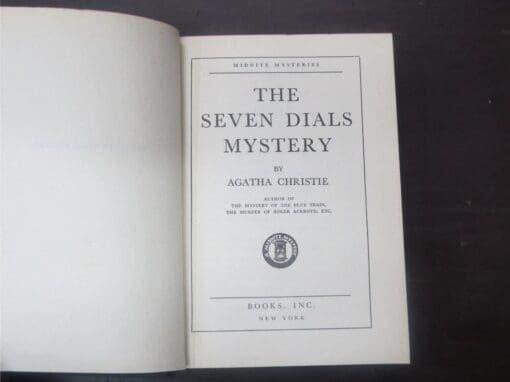 MIDNITE MYSTERIES
THE
SEVEN DIALS
MYSTERY
BY
AGATHA CHRISTIE
AUTHOR OF
THE MYSTERY OF THE BLUE TRAIN,
THE MURDER OF ROGER ACKROYD, ETC.
BOOKS, INC.
NEW YORK